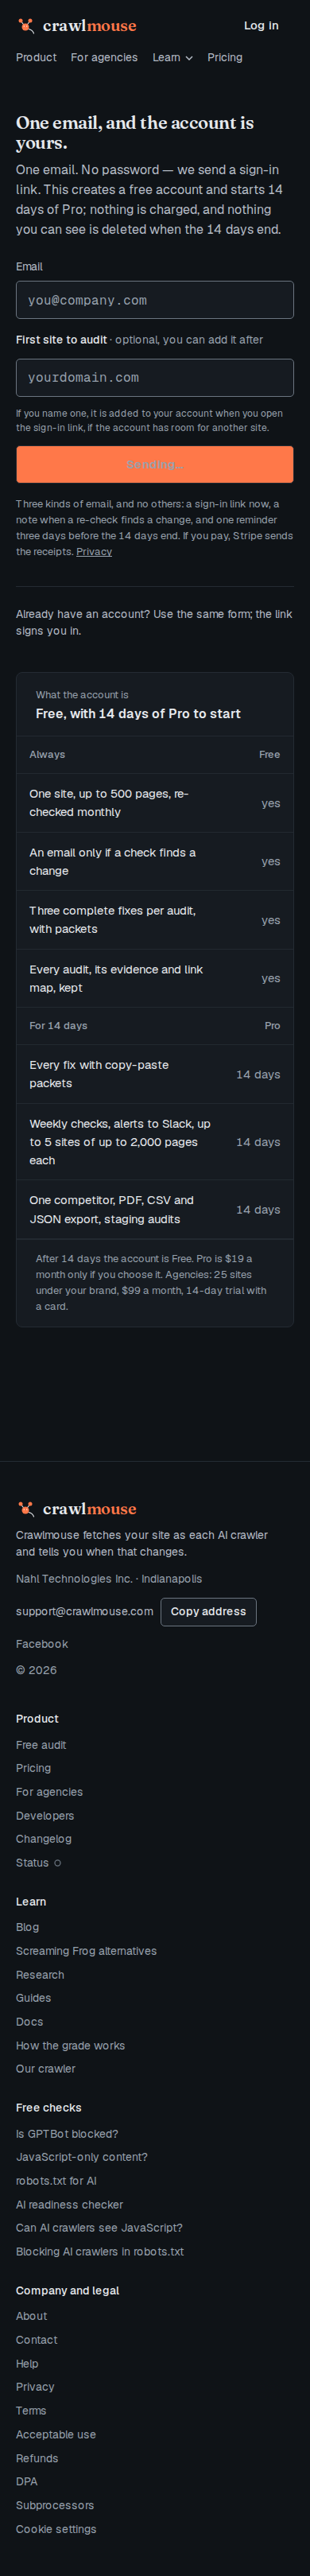 crawlmouse
Log in
Product For agencies Learn Pricing
One email, and the account is
yours.
One email. No password — we send a sign-in
link. This creates a free account and starts 14
days of Pro; nothing is charged, and nothing
you can see is deleted when the 14 days end.
Email
you@company.com
First site to audit · optional, you can add it after
yourdomain.com
If you name one, it is added to your account when you open
the sign-in link, if the account has room for another site.
Sending…
Three kinds of email, and no others: a sign-in link now, a
note when a re-check finds a change, and one reminder
three days before the 14 days end. If you pay, Stripe sends
the receipts. Privacy
Already have an account? Use the same form; the link
signs you in.
What the account is
Free, with 14 days of Pro to start
Always Free
One site, up to 500 pages, re-
checked monthly
yes
An email only if a check finds a
change
yes
Three complete fixes per audit,
with packets
yes
Every audit, its evidence and link
map, kept
yes
For 14 days Pro
Every fix with copy-paste
packets
14 days
Weekly checks, alerts to Slack, up
to 5 sites of up to 2,000 pages
each
14 days
One competitor, PDF, CSV and
JSON export, staging audits
14 days
After 14 days the account is Free. Pro is $19 a
month only if you choose it. Agencies: 25 sites
under your brand, $99 a month, 14-day trial with
a card.
crawlmouse
Crawlmouse fetches your site as each AI crawler
and tells you when that changes.
Nahl Technologies Inc. · Indianapolis
support@crawlmouse.com Copy address
Facebook
© 2026
Product
Free audit
Pricing
For agencies
Developers
Changelog
Status
Learn
Blog
Screaming Frog alternatives
Research
Guides
Docs
How the grade works
Our crawler
Free checks
Is GPTBot blocked?
JavaScript-only content?
robots.txt for AI
AI readiness checker
Can AI crawlers see JavaScript?
Blocking AI crawlers in robots.txt
Company and legal
About
Contact
Help
Privacy
Terms
Acceptable use
Refunds
DPA
Subprocessors
Cookie settings